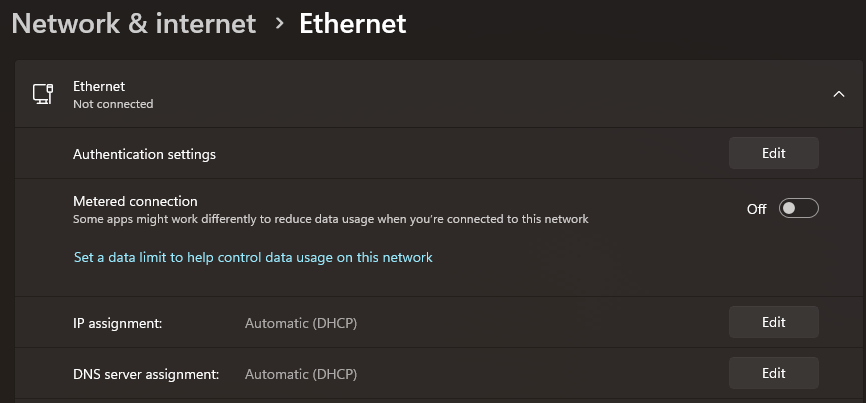 Network & internet > Ethernet
Ethernet
Not connected
Authentication settings
Edit
Metered connection
Some apps might work differently to reduce data usage when you're connected to this network
Off
Set a data limit to help control data usage on this network
IP assignment: Automatic (DHCP)
Edit
DNS server assignment: Automatic (DHCP)
Edit